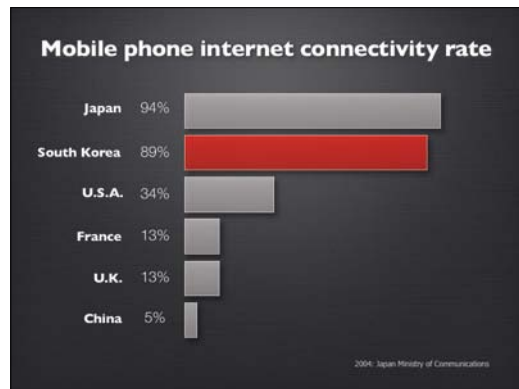 Mobile phone internet connectivity rate
Japan 94%
South Korea 89%
U.S.A. 34%
France 13%
U.K. 13%
China 5%
2004: Japan Ministry of Communications